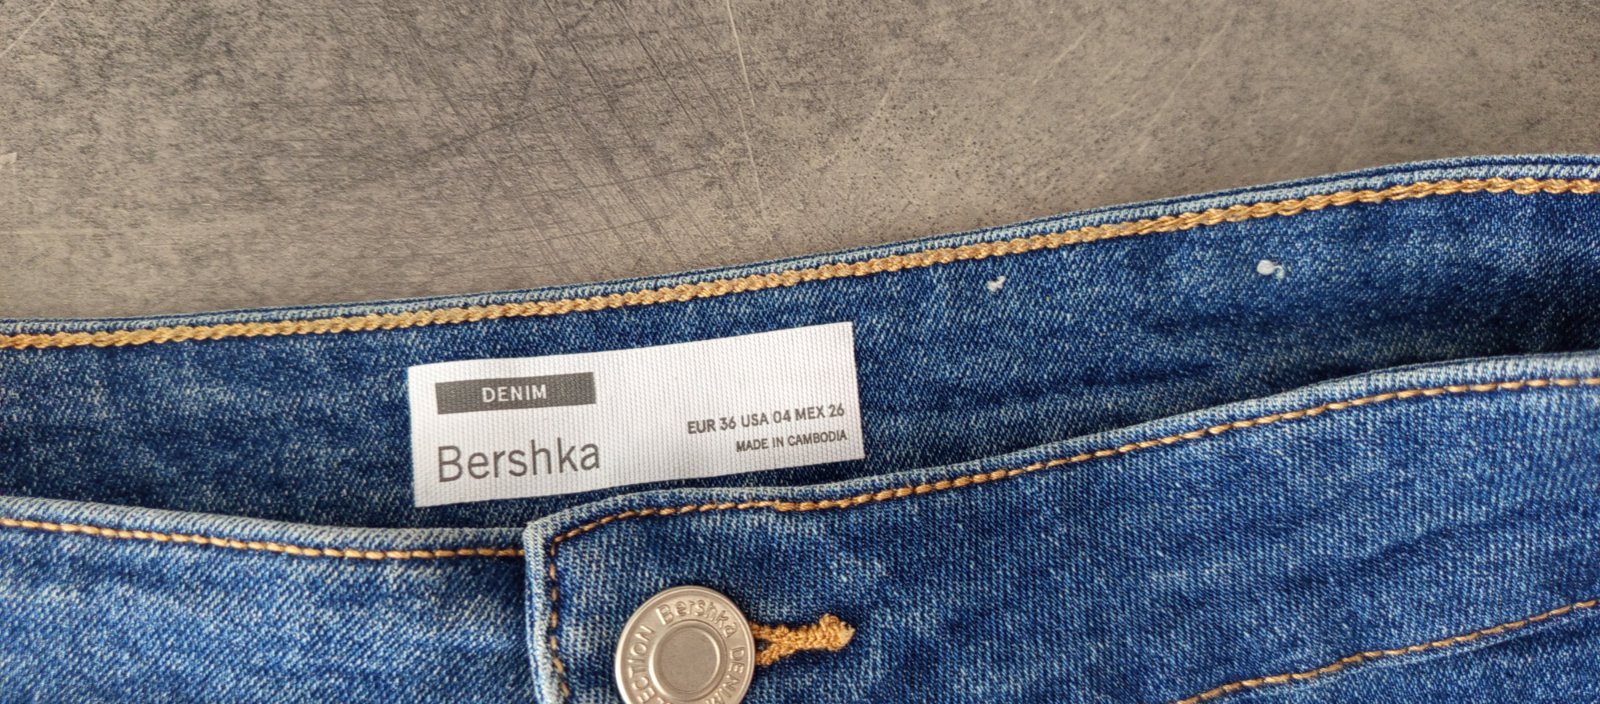 DENIM
Bershka
EUR 36 USA 04 MEX 26
MADE IN CAMBODIA
Bershka